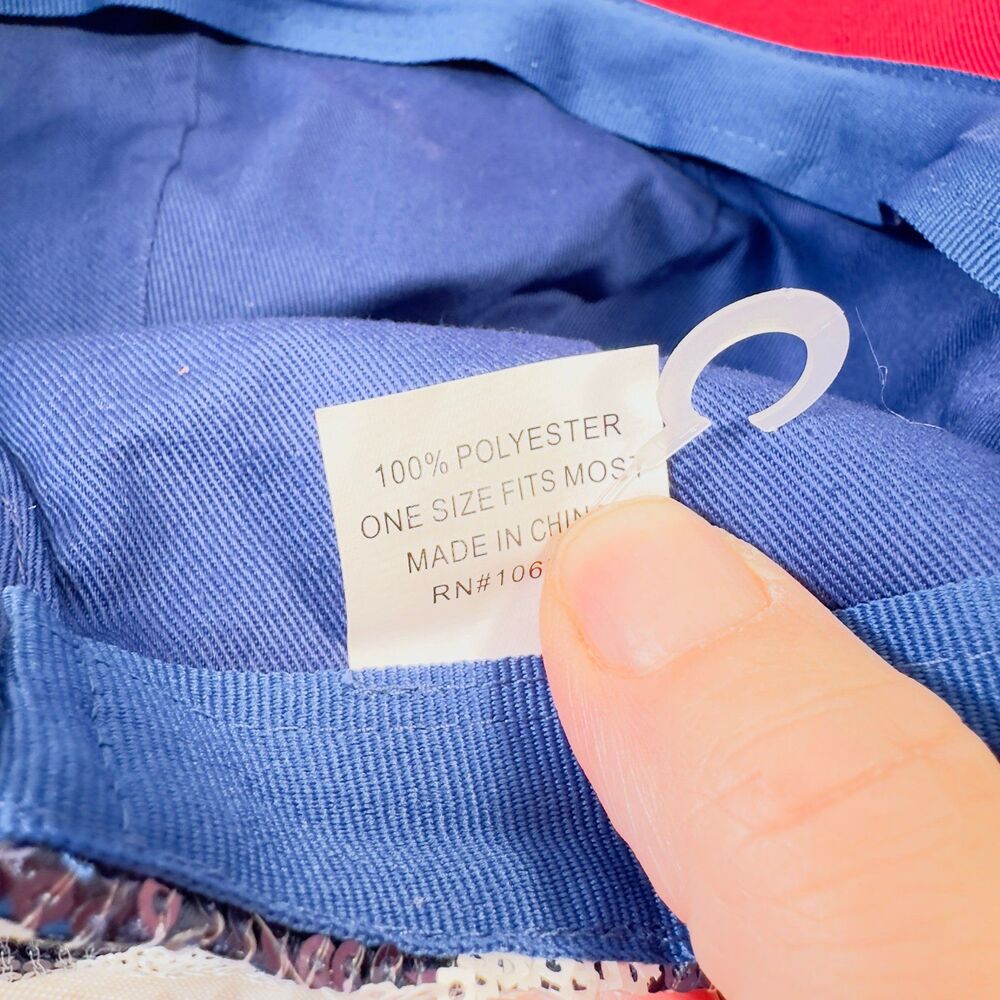 100% POLYESTER
ONE SIZE FITS MOST
MADE IN CHIN
RN#106